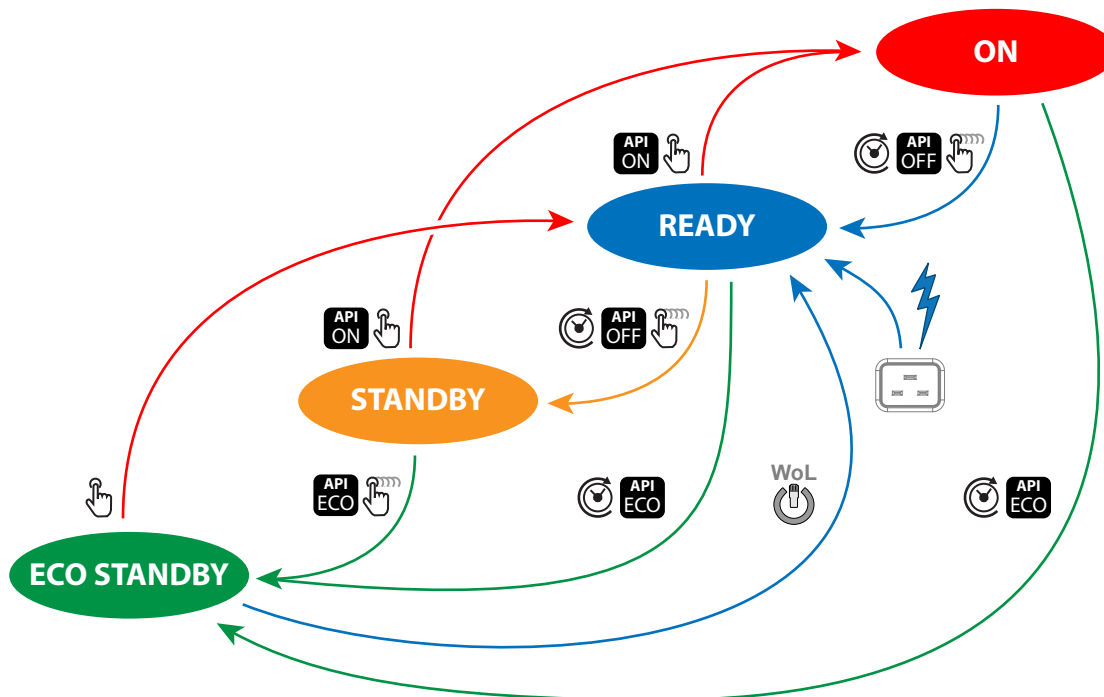 ON
API
ON
API
OFF
READY
API
ON
API
OFF
STANDBY
WoL
API
ECO
API
ECO
API
ECO
ECO STANDBY